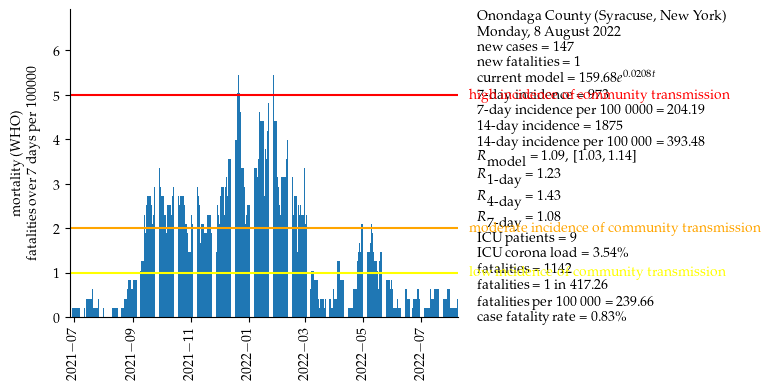 Onondaga County (Syracuse, New York)
Monday, 8 August 2022
new cases = 147
new fatalities = 1
current model = 159.68e^0.0208t
7-day incidence = 973
high incidence of community transmission
7-day incidence per 100 0000 = 204.19
14-day incidence = 1875
14-day incidence per 100 000 = 393.48
R_model = 1.09, [1.03, 1.14]
R_1-day = 1.23
R_4-day = 1.43
R_7-day = 1.08
moderate incidence of community transmission
ICU patients = 9
ICU corona load = 3.54%
fatalities = 1142
low incidence of community transmission
fatalities = 1 in 417.26
fatalities per 100 000 = 239.66
case fatality rate = 0.83%
mortality (WHO)
fatalities over 7 days per 100000
6
5
4
3
2
1
0
2021-07
2021-09
2021-11
2022-01
2022-03
2022-05
2022-07